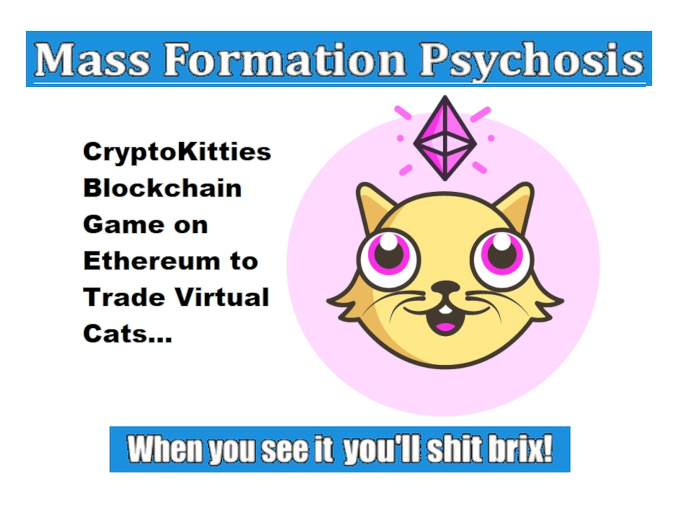 Mass Formation Psychosis
CryptoKitties
Blockchain
Game on
Ethereum to
Trade Virtual
Cats...
When you see it you'll shit brix!